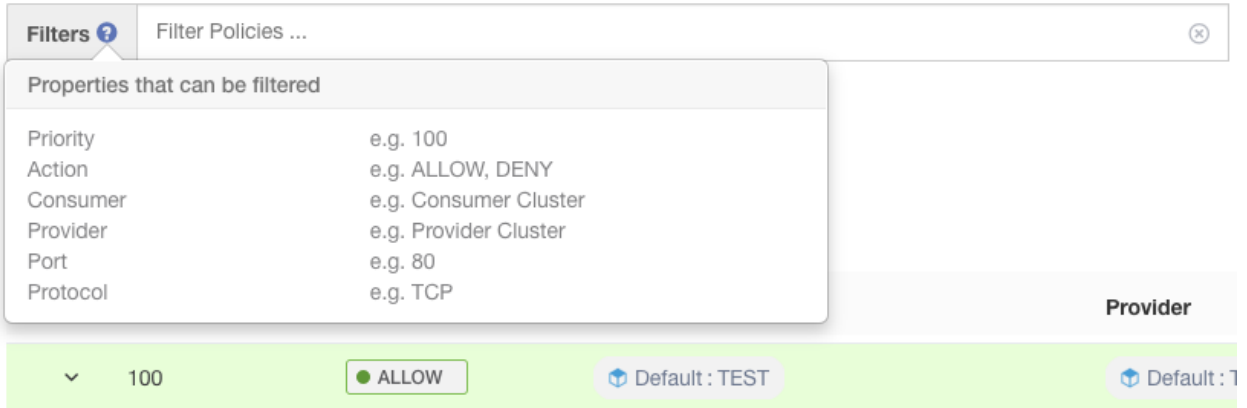 Filters ? Filter Policies ...
Properties that can be filtered
Priority e.g. 100
Action e.g. ALLOW, DENY
Consumer e.g. Consumer Cluster
Provider e.g. Provider Cluster
Port e.g. 80
Protocol e.g. TCP
Provider
100 ALLOW Default : TEST Default :